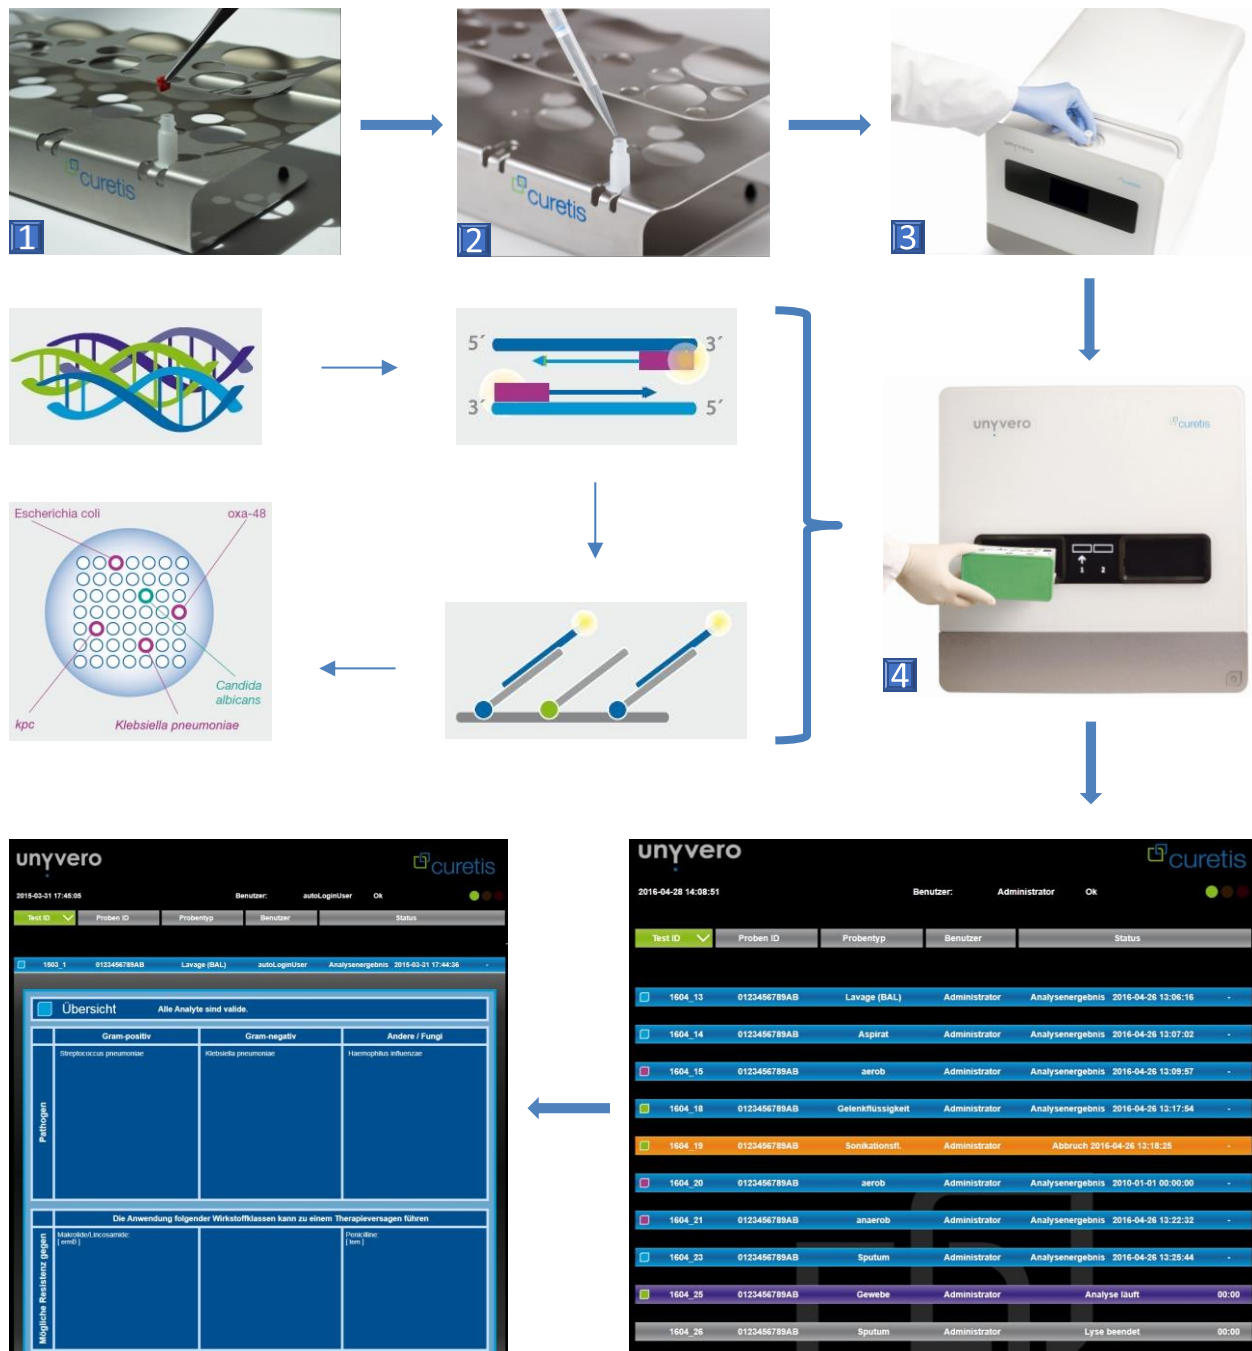 curetis
1
curetis
2
unyvero
curetis
3
5´ 3´
3´ 5´
unyvero curetis
1 2
4
Escherichia coli oxa-48
Candida
albicans
kpc Klebsiella pneumoniae
unyvero curetis
2015-03-31 17:45:05 Benutzer: autoLoginUser Ok
Test ID Proben ID Probentyp Benutzer Status
1503_1 0123456789AB Lavage (BAL) autoLoginUser Analysenergebnis 2015-03-31 17:44:36 -
Übersicht Alle Analyte sind valide.
Gram-positiv Gram-negativ Andere / Fungi
Pathogen
Streptococcus pneumoniae Klebsiella pneumoniae Haemophilus influenzae
Die Anwendung folgender Wirkstoffklassen kann zu einem Therapieversagen führen
Mögliche Resistenz gegen
Makrolide/Lincosamide: Penicilline:
[ ermB ] [ tem ]
unyvero curetis
2016-04-28 14:08:51 Benutzer: Administrator Ok
Test ID Proben ID Probentyp Benutzer Status
1604_13 0123456789AB Lavage (BAL) Administrator Analysenergebnis 2016-04-26 13:06:16 -
1604_14 0123456789AB Aspirat Administrator Analysenergebnis 2016-04-26 13:07:02 -
1604_15 0123456789AB aerob Administrator Analysenergebnis 2016-04-26 13:09:57 -
1604_18 0123456789AB Gelenkflüssigkeit Administrator Analysenergebnis 2016-04-26 13:17:54 -
1604_19 0123456789AB Sonikationsfl. Administrator Abbruch 2016-04-26 13:18:25 -
1604_20 0123456789AB aerob Administrator Analysenergebnis 2010-01-01 00:00:00 -
1604_21 0123456789AB anaerob Administrator Analysenergebnis 2016-04-26 13:22:32 -
1604_23 0123456789AB Sputum Administrator Analysenergebnis 2016-04-26 13:25:44 -
1604_25 0123456789AB Gewebe Administrator Analyse läuft 00:00
1604_26 0123456789AB Sputum Administrator Lyse beendet 00:00